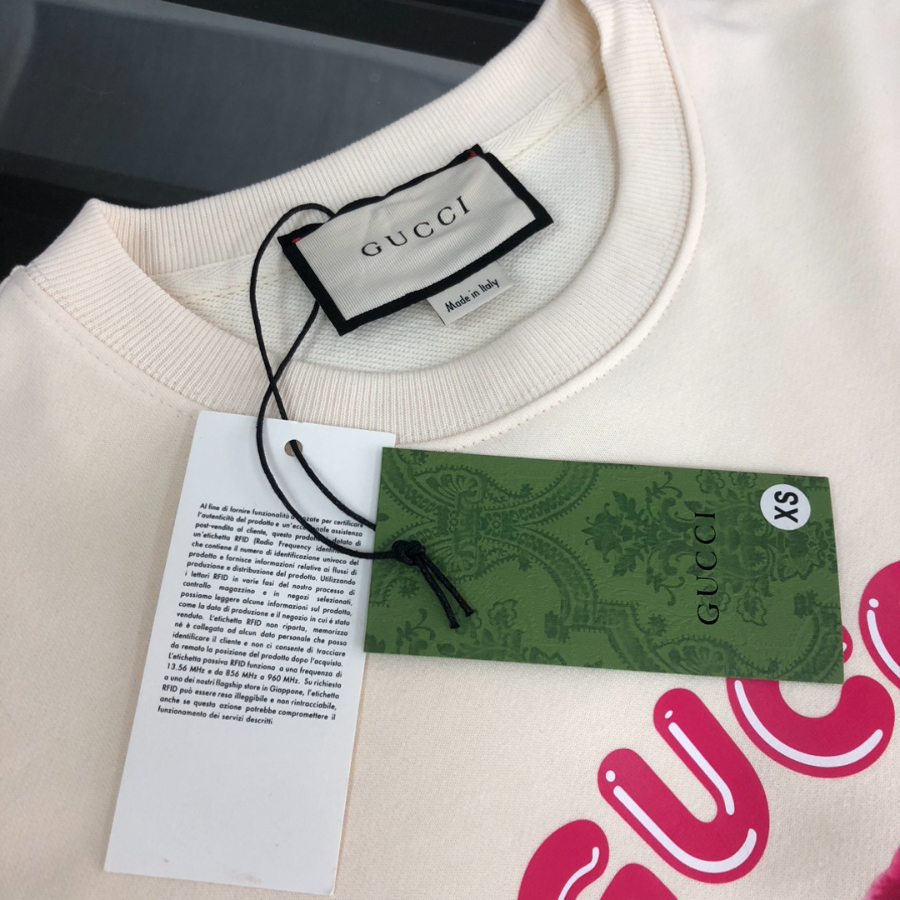 GUCCI
Made in Italy
XS
GUCCI
Al fine di fornire funzionalità per certificare
l'autenticità del prodotto e un' assistenza
post-vendita al cliente, questo prodotto dotato di
un'etichetta RFID (Radio Frequency
che contiene il numero di identificazione univoco del
prodotto e fornisce informazioni relative ai flussi di
produzione e distribuzione del prodotto. Utilizzando
i lettori RFID in varie fasi del nostro processo di
controllo magazzino e in negozi selezionati,
possiamo leggere alcune informazioni sul prodotto,
come la data di produzione e il negozio in cui è stato
venduto. L'etichetta RFID non riporta, memorizza
né è collegata ad alcun dato personale che possa
identificare il cliente e non ci consente di tracciare
da remoto la posizione del prodotto dopo l'acquisto.
L'etichetta passiva RFID funziona a una frequenza di
13.56 MHz e da 856 MHz a 960 MHz. Su richiesta
a uno dei nostri flagship store in Giappone, l'etichetta
RFID può essere resa illeggibile e non rintracciabile,
anche se questa azione potrebbe compromettere il
funzionamento dei servizi descritti
GUCC